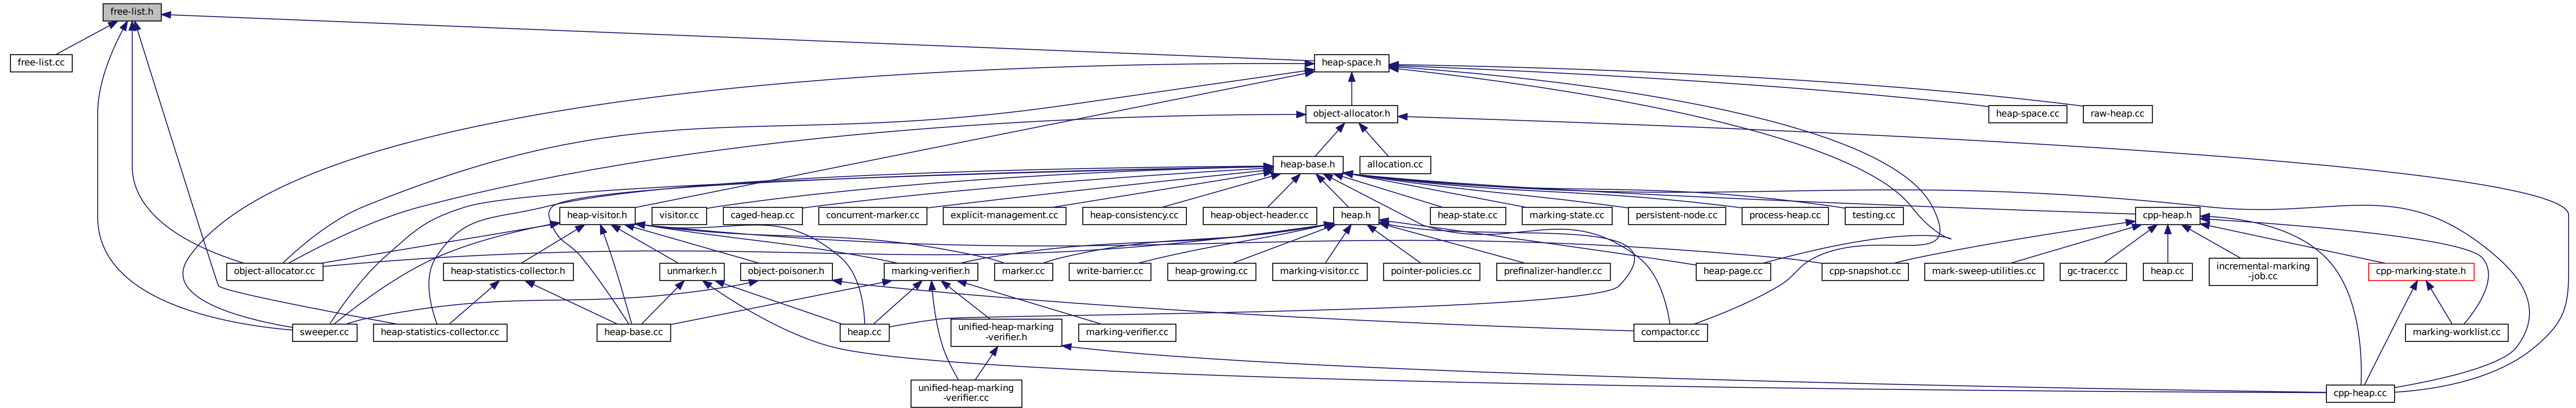 free-list.h
free-list.cc
heap-space.h
object-allocator.h
heap-space.cc
raw-heap.cc
heap-base.h
allocation.cc
heap-visitor.h
visitor.cc
caged-heap.cc
concurrent-marker.cc
explicit-management.cc
heap-consistency.cc
heap-object-header.cc
heap.h
heap-state.cc
marking-state.cc
persistent-node.cc
process-heap.cc
testing.cc
cpp-heap.h
object-allocator.cc
heap-statistics-collector.h
unmarker.h
object-poisoner.h
marking-verifier.h
marker.cc
write-barrier.cc
heap-growing.cc
marking-visitor.cc
pointer-policies.cc
prefinalizer-handler.cc
heap-page.cc
cpp-snapshot.cc
mark-sweep-utilities.cc
gc-tracer.cc
heap.cc
incremental-marking
-job.cc
cpp-marking-state.h
sweeper.cc
heap-statistics-collector.cc
heap-base.cc
heap.cc
unified-heap-marking
-verifier.h
marking-verifier.cc
compactor.cc
marking-worklist.cc
unified-heap-marking
-verifier.cc
cpp-heap.cc